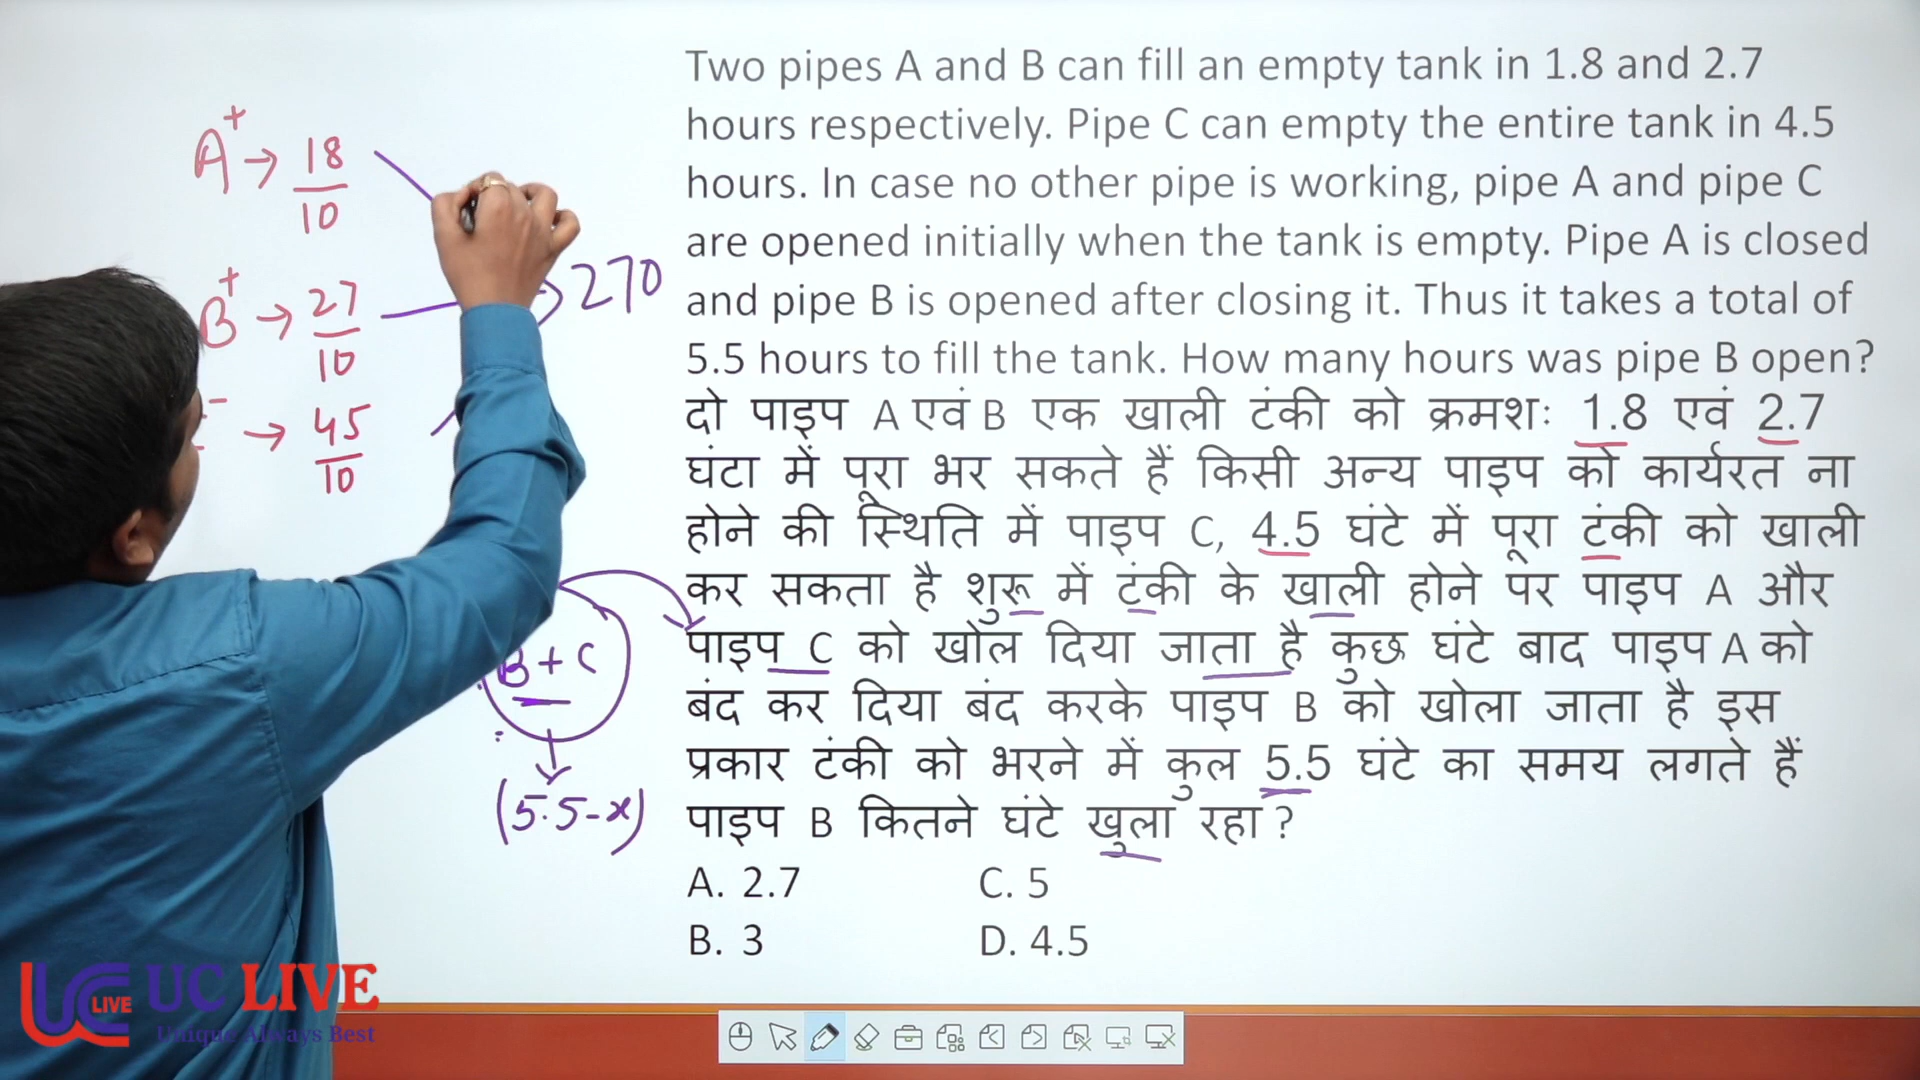 Two pipes A and B can fill an empty tank in 1.8 and 2.7
hours respectively. Pipe C can empty the entire tank in 4.5
hours. In case no other pipe is working, pipe A and pipe C
are opened initially when the tank is empty. Pipe A is closed
and pipe B is opened after closing it. Thus it takes a total of
5.5 hours to fill the tank. How many hours was pipe B open?
दो पाइप A एवं B एक खाली टंकी को क्रमशः 1.8 एवं 2.7
घंटा में पूरा भर सकते हैं किसी अन्य पाइप को कार्यरत ना
होने की स्थिति में पाइप C, 4.5 घंटे में पूरा टंकी को खाली
कर सकता है शुरू में टंकी के खाली होने पर पाइप A और
पाइप C को खोल दिया जाता है कुछ घंटे बाद पाइप A को
बंद कर दिया बंद करके पाइप B को खोला जाता है इस
प्रकार टंकी को भरने में कुल 5.5 घंटे का समय लगते हैं
पाइप B कितने घंटे खुला रहा ?
A. 2.7 C. 5
B. 3 D. 4.5
A+ → 18/10
B+ → 27/10
- → 45/10
270
B + C
(5.5-x)
UC LIVE
LIVE
Unique Always Best